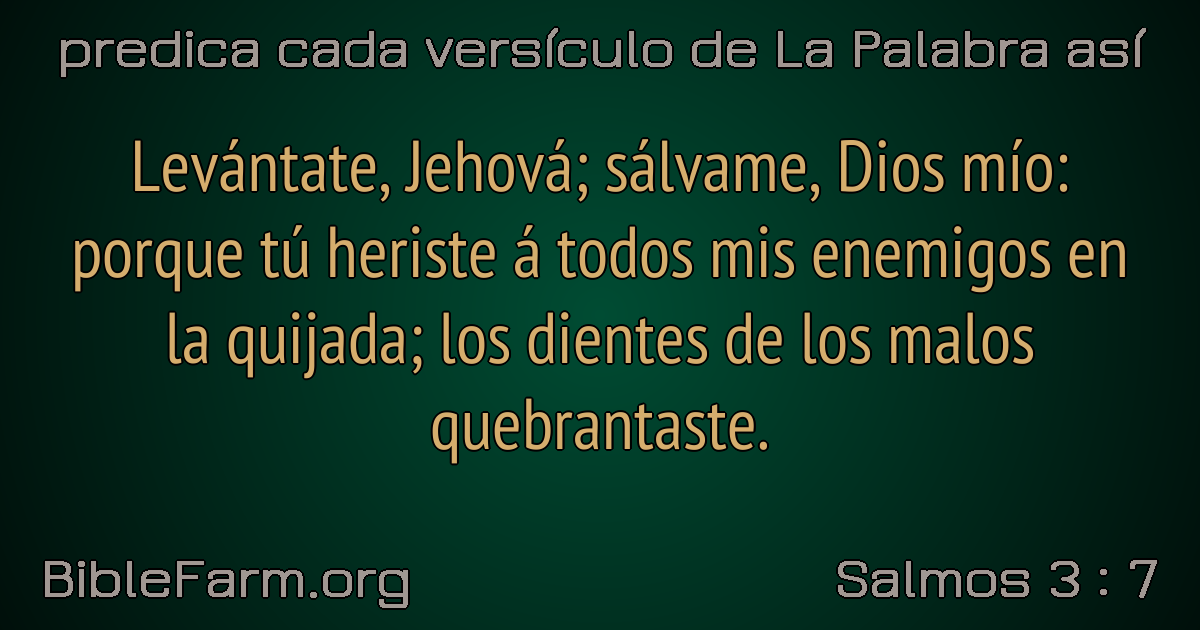 predica cada versículo de La Palabra así
Levántate, Jehová; sálvame, Dios mío:
porque tú heriste á todos mis enemigos en
la quijada; los dientes de los malos
quebrantaste.
BibleFarm.org
Salmos 3 : 7